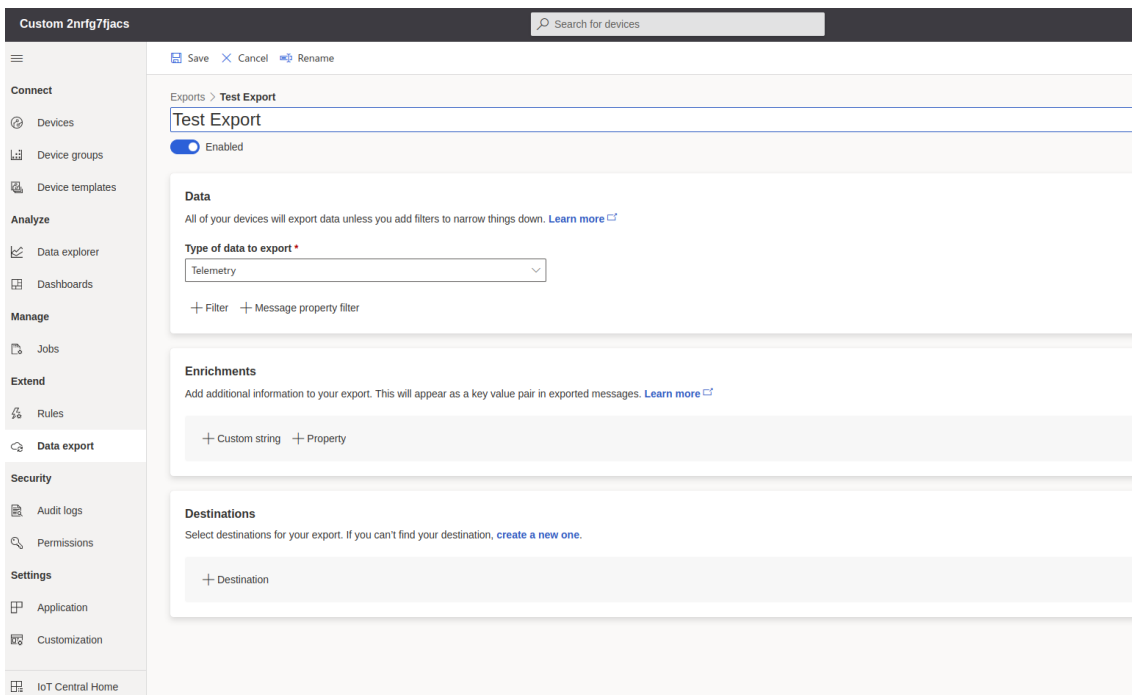 Custom 2nrfg7fjacs
Search for devices
Save Cancel Rename
Connect
Devices
Device groups
Device templates
Analyze
Data explorer
Dashboards
Manage
Jobs
Extend
Rules
Data export
Security
Audit logs
Permissions
Settings
Application
Customization
IoT Central Home
Exports > Test Export
Test Export
Enabled
Data
All of your devices will export data unless you add filters to narrow things down. Learn more
Type of data to export *
Telemetry
+ Filter + Message property filter
Enrichments
Add additional information to your export. This will appear as a key value pair in exported messages. Learn more
+ Custom string + Property
Destinations
Select destinations for your export. If you can't find your destination, create a new one.
+ Destination